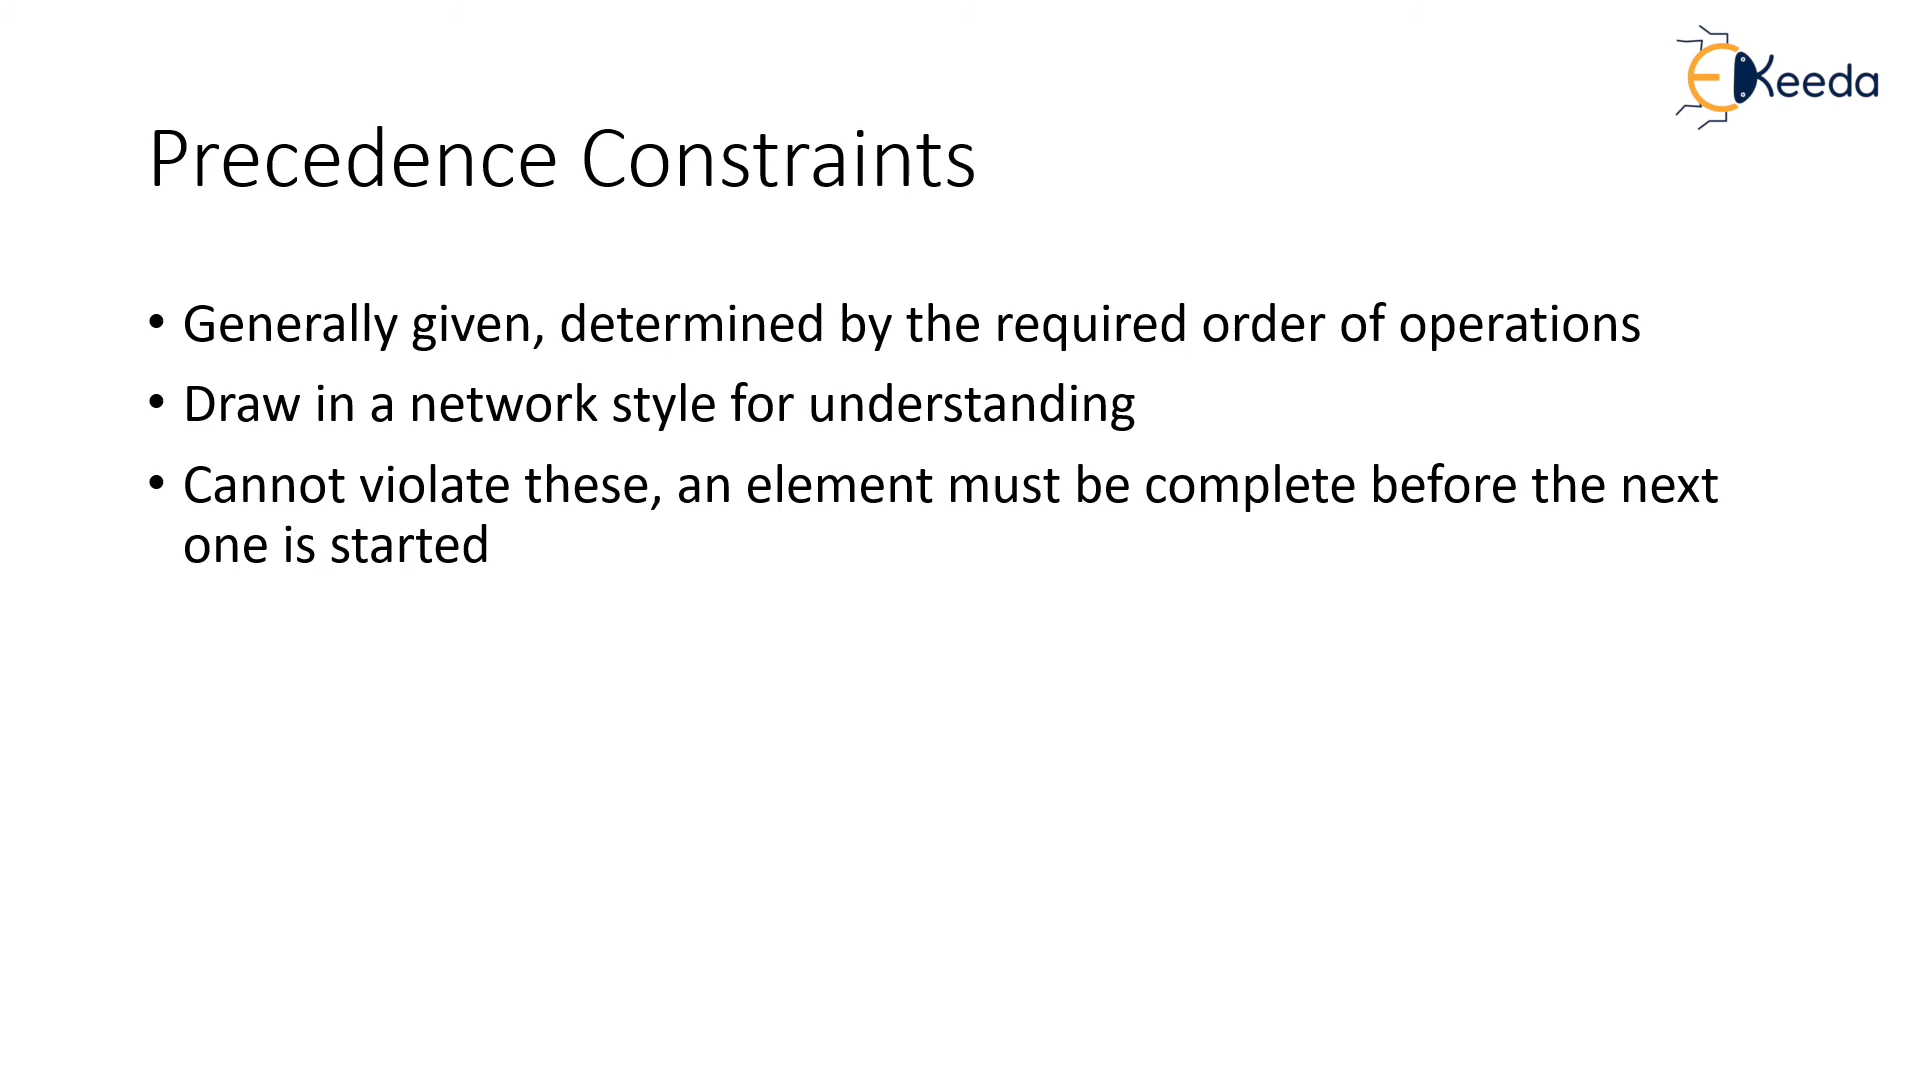 EKeeda
Precedence Constraints
• Generally given, determined by the required order of operations
• Draw in a network style for understanding
• Cannot violate these, an element must be complete before the next
one is started